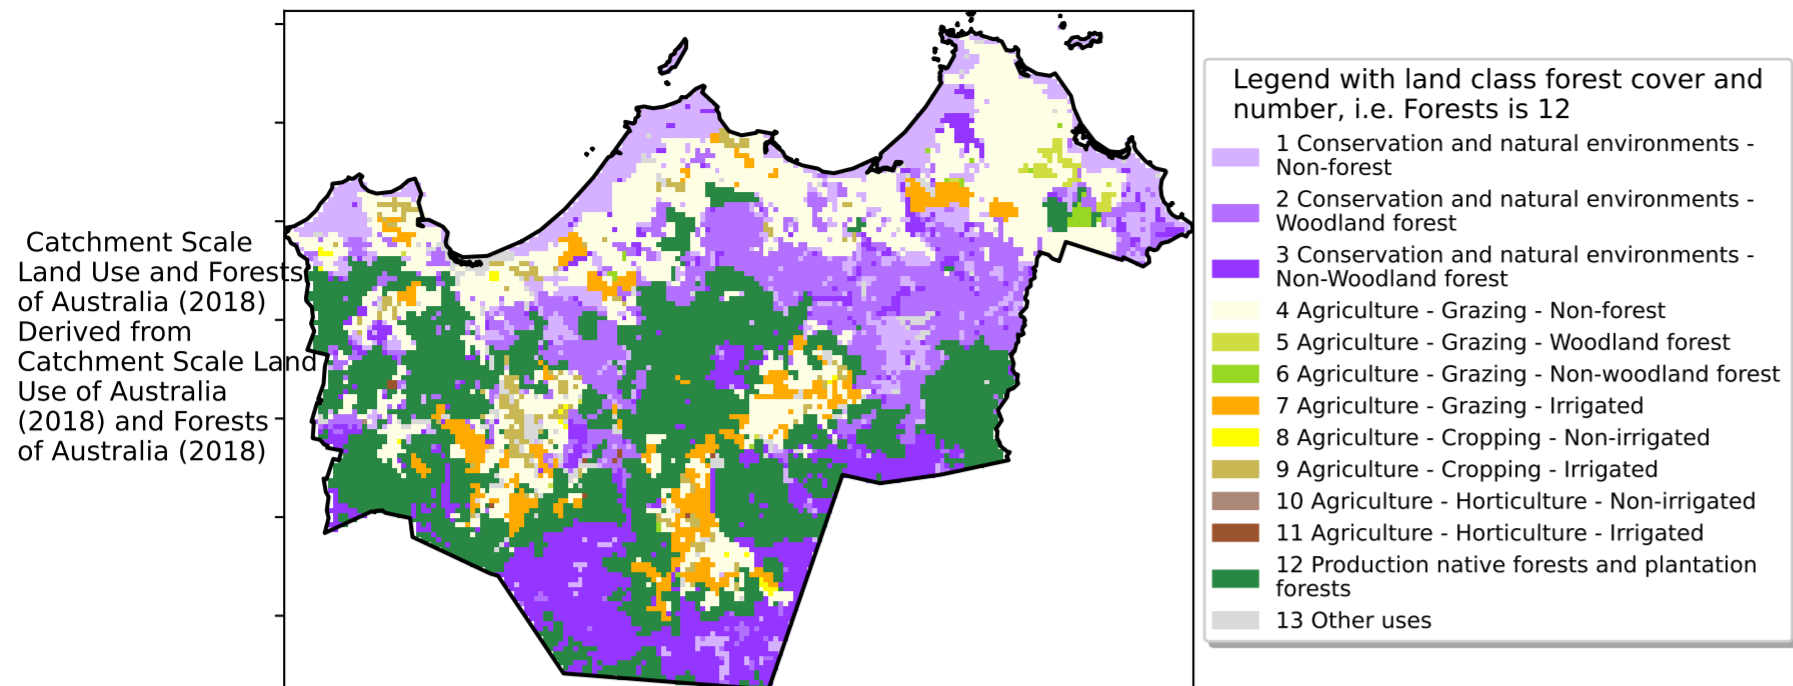 Catchment Scale
Land Use and Forests
of Australia (2018)
Derived from
Catchment Scale Land
Use of Australia
(2018) and Forests
of Australia (2018)
Legend with land class forest cover and
number, i.e. Forests is 12
1 Conservation and natural environments -
Non-forest
2 Conservation and natural environments -
Woodland forest
3 Conservation and natural environments -
Non-Woodland forest
4 Agriculture - Grazing - Non-forest
5 Agriculture - Grazing - Woodland forest
6 Agriculture - Grazing - Non-woodland forest
7 Agriculture - Grazing - Irrigated
8 Agriculture - Cropping - Non-irrigated
9 Agriculture - Cropping - Irrigated
10 Agriculture - Horticulture - Non-irrigated
11 Agriculture - Horticulture - Irrigated
12 Production native forests and plantation
forests
13 Other uses